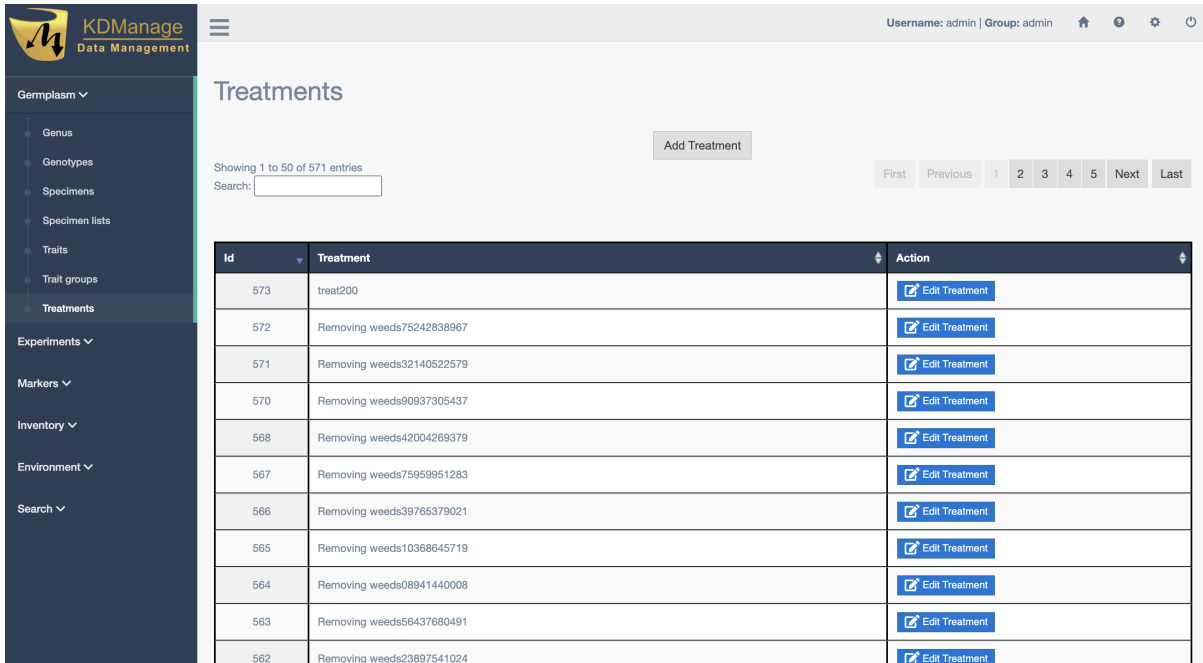 KDManage
Data Management
Username: admin | Group: admin
Germplasm
Genus
Genotypes
Specimens
Specimen lists
Traits
Trait groups
Treatments
Experiments
Markers
Inventory
Environment
Search
Treatments
Add Treatment
Showing 1 to 50 of 571 entries
Search:
First Previous 1 2 3 4 5 Next Last
Id Treatment Action
573 treat200 Edit Treatment
572 Removing weeds75242838967 Edit Treatment
571 Removing weeds32140522579 Edit Treatment
570 Removing weeds90937305437 Edit Treatment
568 Removing weeds42004269379 Edit Treatment
567 Removing weeds75959951283 Edit Treatment
566 Removing weeds39765379021 Edit Treatment
565 Removing weeds10368645719 Edit Treatment
564 Removing weeds08941440008 Edit Treatment
563 Removing weeds56437680491 Edit Treatment
562 Removing weeds23897541024 Edit Treatment